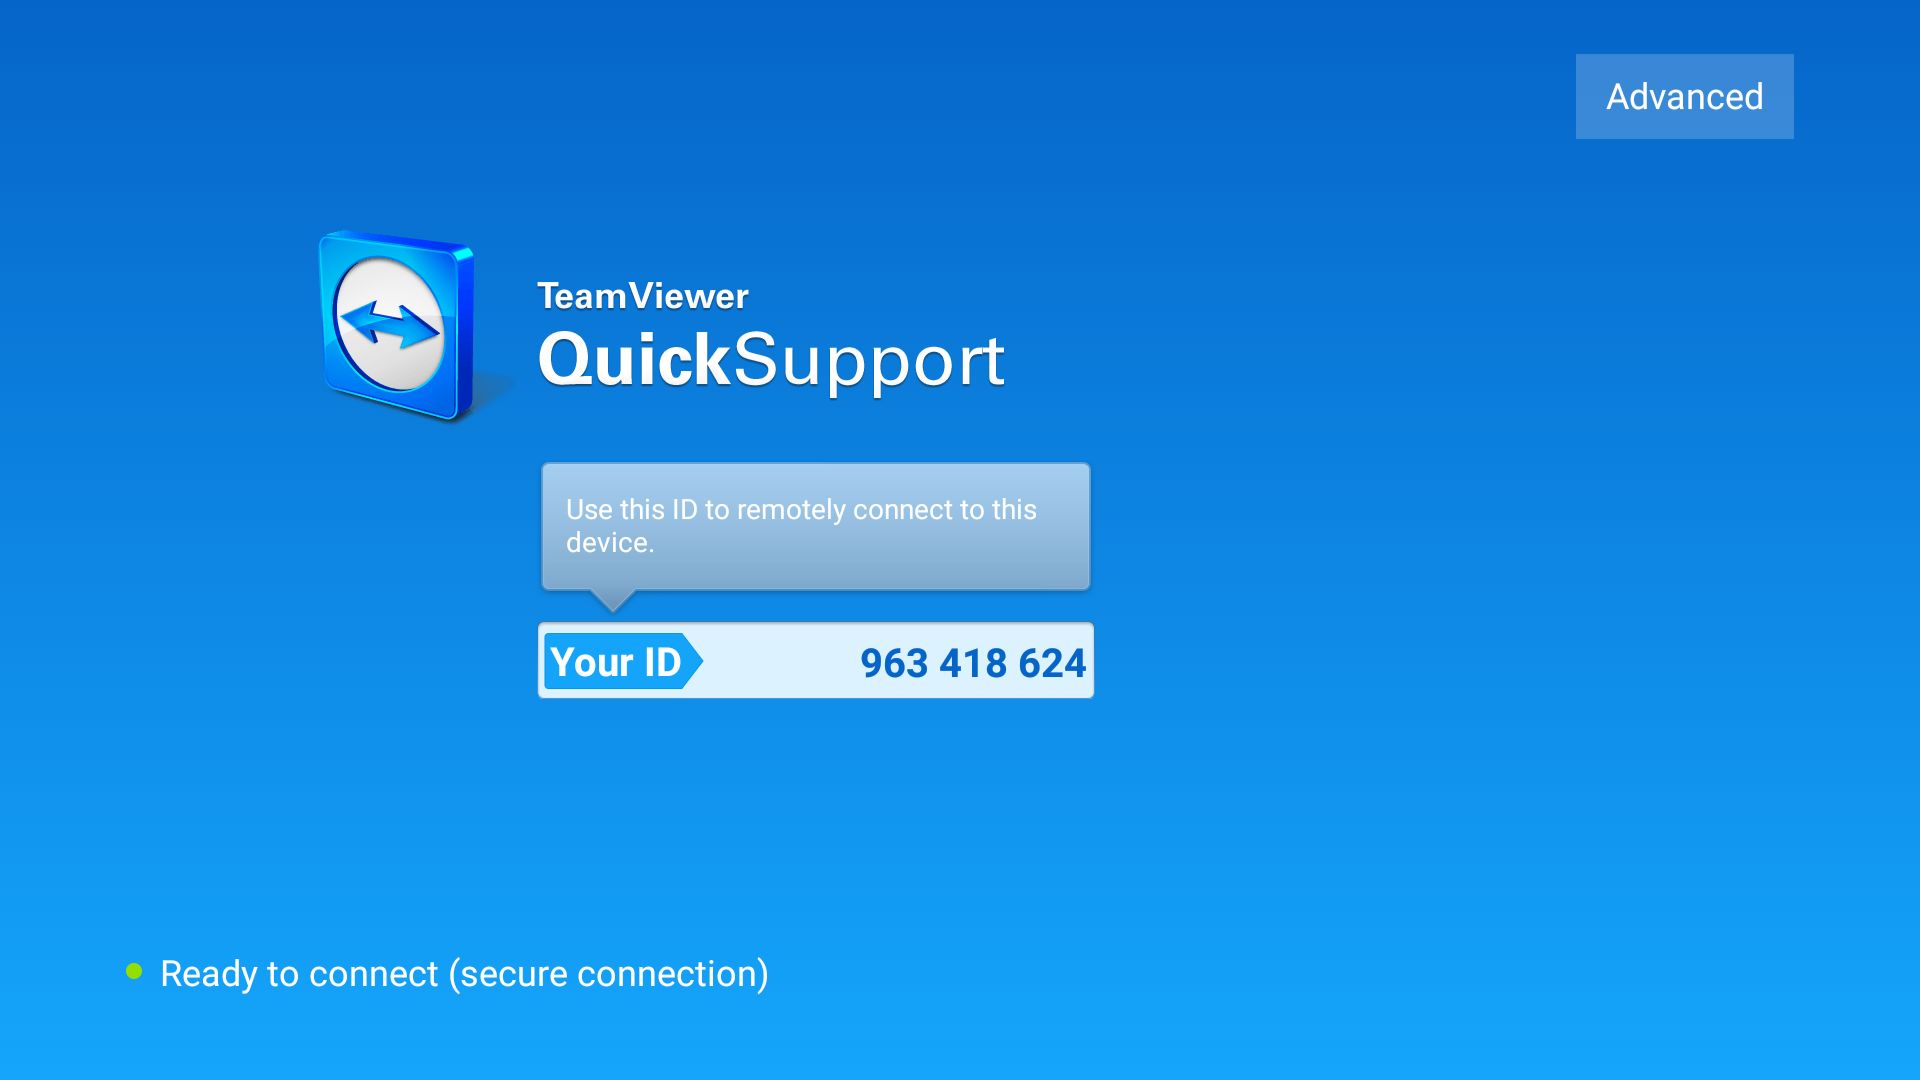 Advanced
TeamViewer
QuickSupport
Use this ID to remotely connect to this
device.
Your ID 963 418 624
Ready to connect (secure connection)